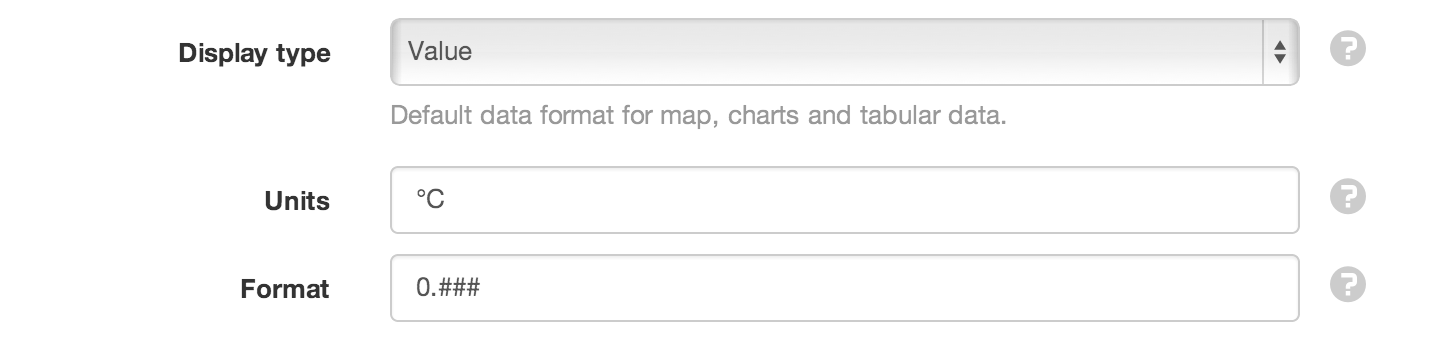 Display type Value ?
Default data format for map, charts and tabular data.
Units °C ?
Format 0.### ?